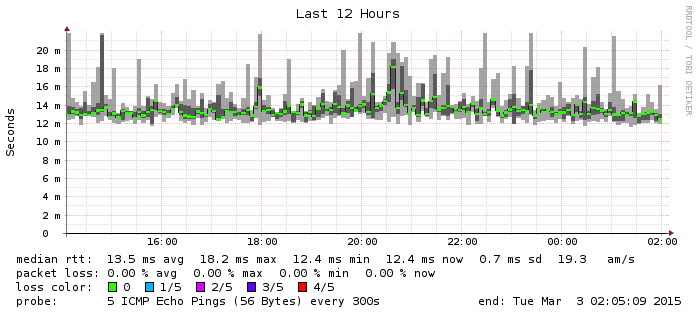 Last 12 Hours
RRDTOOL / TOBI OETIKER
Seconds
20 m
18 m
16 m
14 m
12 m
10 m
8 m
6 m
4 m
2 m
0
16:00 18:00 20:00 22:00 00:00 02:00
median rtt: 13.5 ms avg 18.2 ms max 12.4 ms min 12.4 ms now 0.7 ms sd 19.3 am/s
packet loss: 0.00 % avg 0.00 % max 0.00 % min 0.00 % now
loss color: 0 1/5 2/5 3/5 4/5
probe: 5 ICMP Echo Pings (56 Bytes) every 300s end: Tue Mar 3 02:05:09 2015